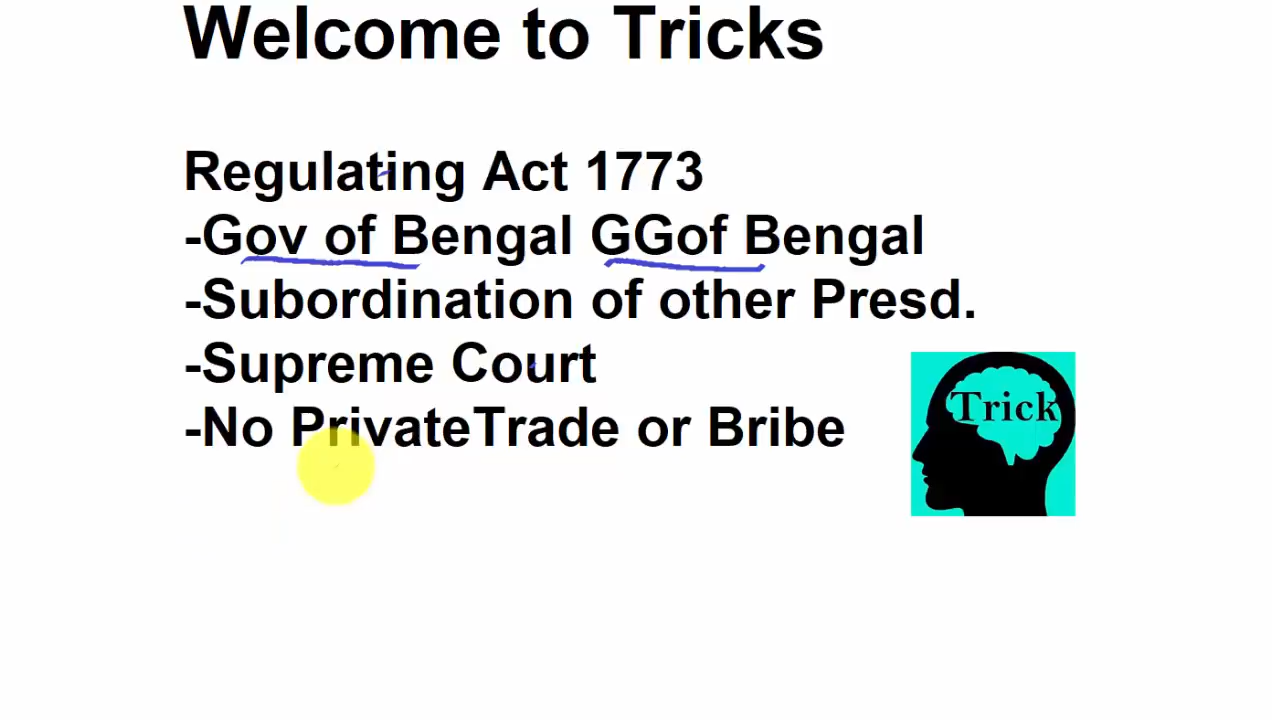 Welcome to Tricks
Regulating Act 1773
-Gov of Bengal GGof Bengal
-Subordination of other Presd.
-Supreme Court
-No PrivateTrade or Bribe
Trick